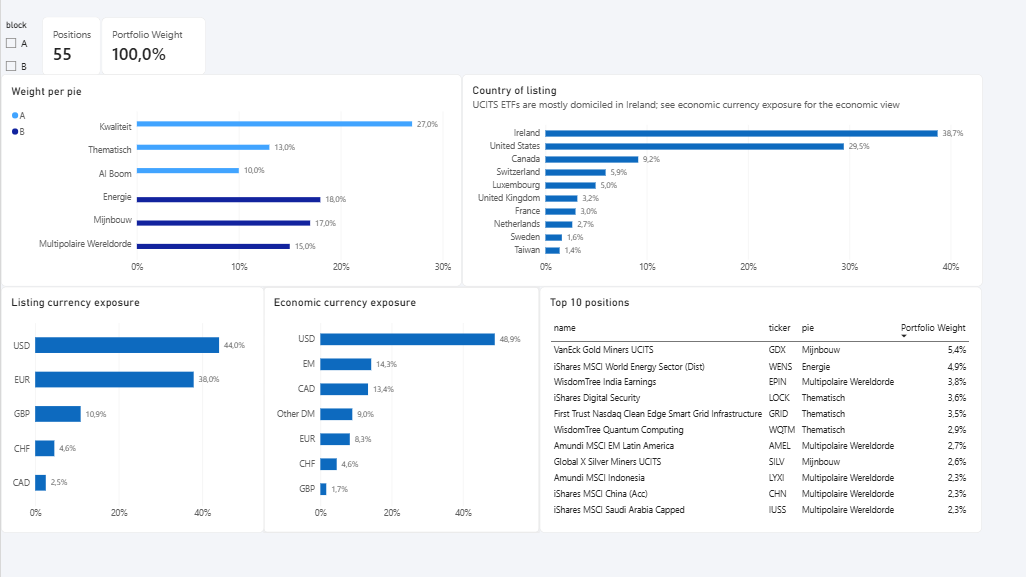 block
A
B
Positions
55
Portfolio Weight
100,0%
Weight per pie
A
B
Kwaliteit 27,0%
Thematisch 13,0%
AI Boom 10,0%
Energie 18,0%
Mijnbouw 17,0%
Multipolaire Wereldorde 15,0%
0% 10% 20% 30%
Country of listing
UCITS ETFs are mostly domiciled in Ireland; see economic currency exposure for the economic view
Ireland 38,7%
United States 29,5%
Canada 9,2%
Switzerland 5,9%
Luxembourg 5,0%
United Kingdom 3,2%
France 3,0%
Netherlands 2,7%
Sweden 1,6%
Taiwan 1,4%
0% 10% 20% 30% 40%
Listing currency exposure
USD 44,0%
EUR 38,0%
GBP 10,9%
CHF 4,6%
CAD 2,5%
0% 20% 40%
Economic currency exposure
USD 48,9%
EM 14,3%
CAD 13,4%
Other DM 9,0%
EUR 8,3%
CHF 4,6%
GBP 1,7%
0% 20% 40%
Top 10 positions
name ticker pie Portfolio Weight
VanEck Gold Miners UCITS GDX Mijnbouw 5,4%
iShares MSCI World Energy Sector (Dist) WENS Energie 4,9%
WisdomTree India Earnings EPIN Multipolaire Wereldorde 3,8%
iShares Digital Security LOCK Thematisch 3,6%
First Trust Nasdaq Clean Edge Smart Grid Infrastructure GRID Thematisch 3,5%
WisdomTree Quantum Computing WQTM Thematisch 2,9%
Amundi MSCI EM Latin America AMEL Multipolaire Wereldorde 2,7%
Global X Silver Miners UCITS SILV Mijnbouw 2,6%
Amundi MSCI Indonesia LYXI Multipolaire Wereldorde 2,3%
iShares MSCI China (Acc) CHN Multipolaire Wereldorde 2,3%
iShares MSCI Saudi Arabia Capped IUSS Multipolaire Wereldorde 2,3%